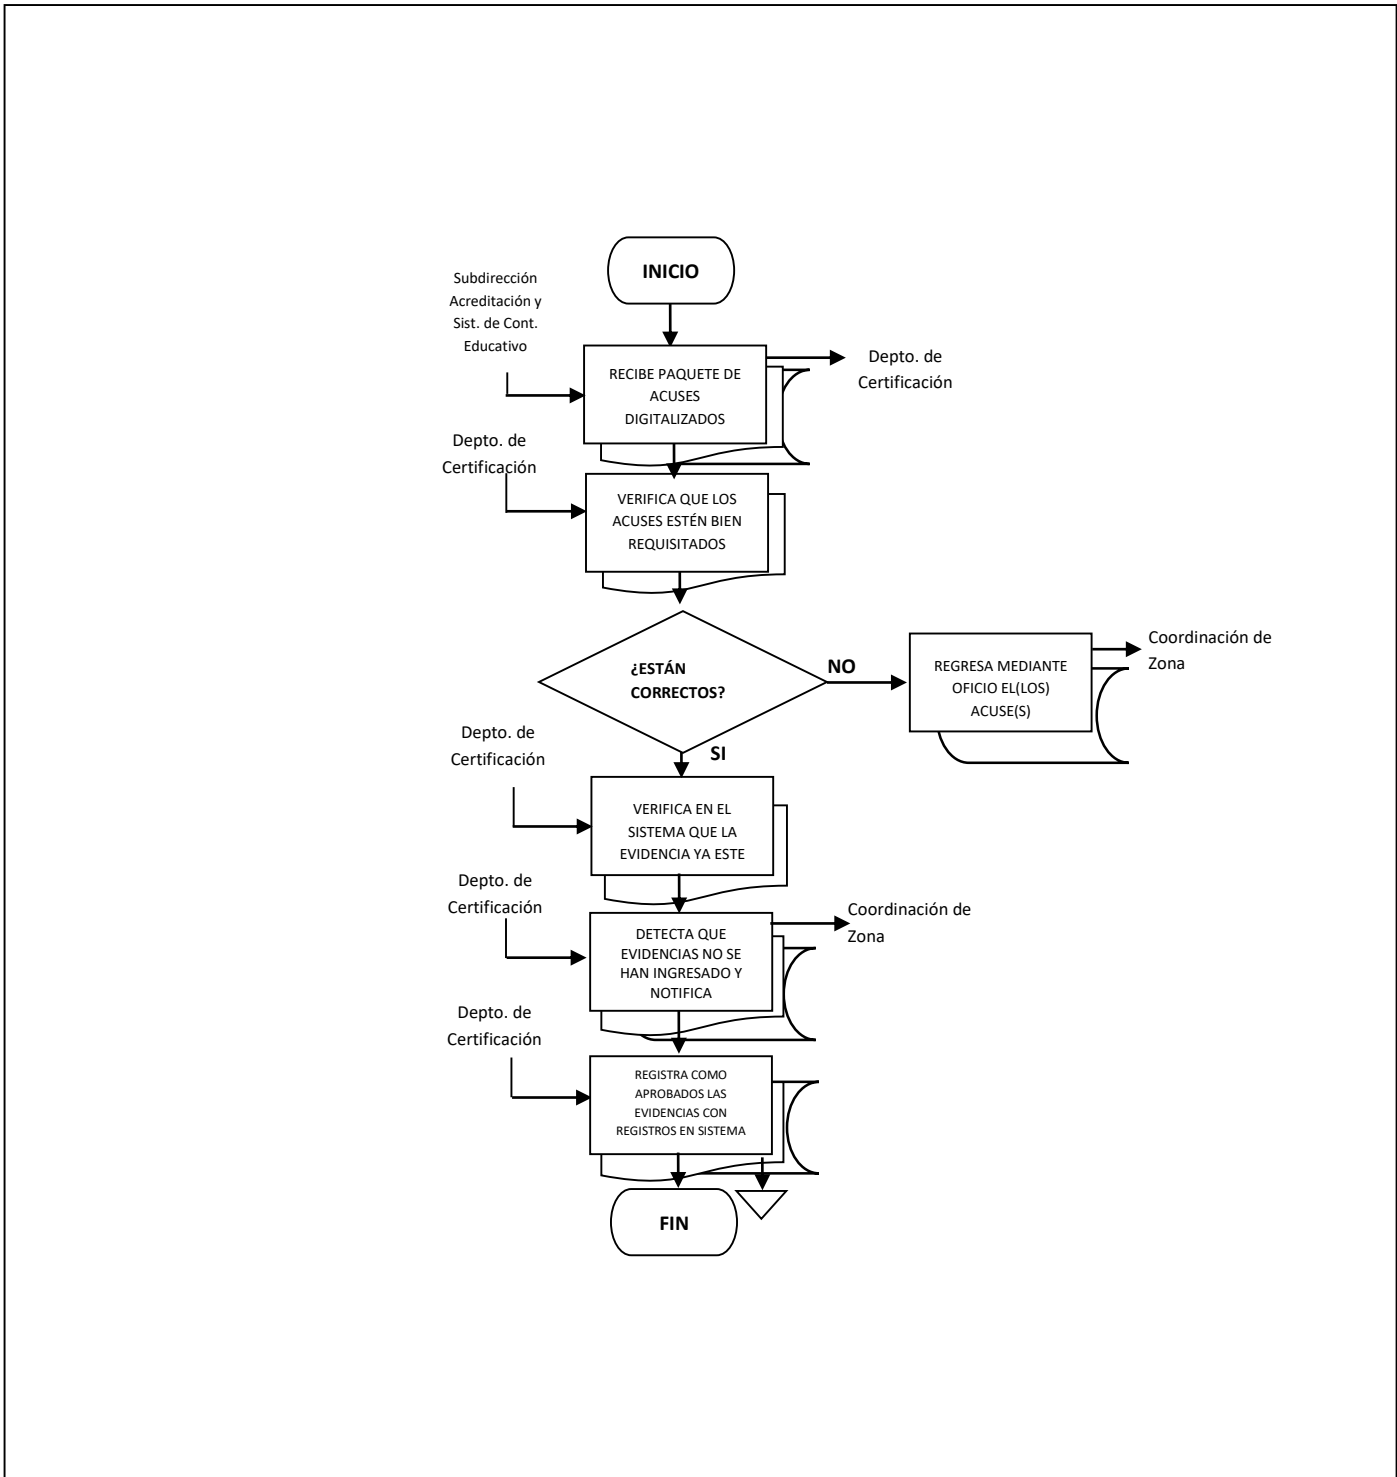 INICIO
Subdirección
Acreditación y
Sist. de Cont.
Educativo
RECIBE PAQUETE DE
ACUSES
DIGITALIZADOS
Depto. de
Certificación
Depto. de
Certificación
VERIFICA QUE LOS
ACUSES ESTÉN BIEN
REQUISITADOS
¿ESTÁN
CORRECTOS?
NO
REGRESA MEDIANTE
OFICIO EL(LOS)
ACUSE(S)
Coordinación de
Zona
SI
Depto. de
Certificación
VERIFICA EN EL
SISTEMA QUE LA
EVIDENCIA YA ESTE
Depto. de
Certificación
DETECTA QUE
EVIDENCIAS NO SE
HAN INGRESADO Y
NOTIFICA
Coordinación de
Zona
Depto. de
Certificación
REGISTRA COMO
APROBADOS LAS
EVIDENCIAS CON
REGISTROS EN SISTEMA
FIN